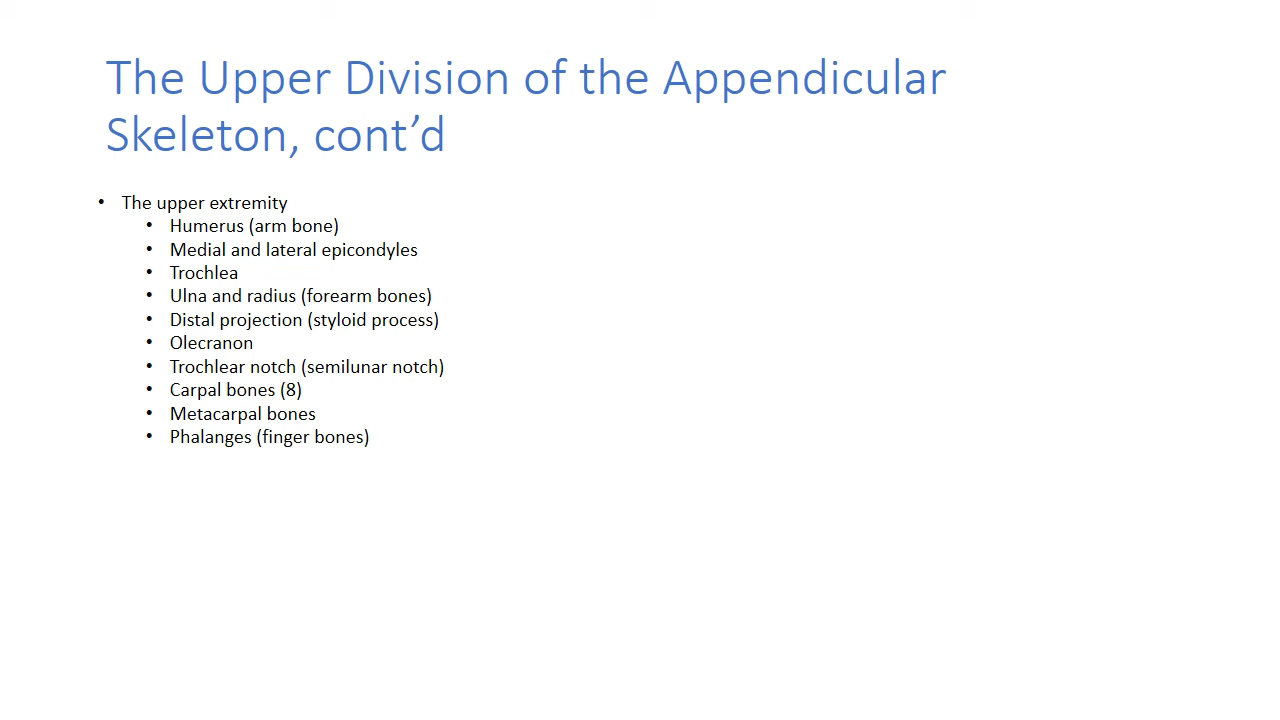 The Upper Division of the Appendicular
Skeleton, cont’d
• The upper extremity
• Humerus (arm bone)
• Medial and lateral epicondyles
• Trochlea
• Ulna and radius (forearm bones)
• Distal projection (styloid process)
• Olecranon
• Trochlear notch (semilunar notch)
• Carpal bones (8)
• Metacarpal bones
• Phalanges (finger bones)